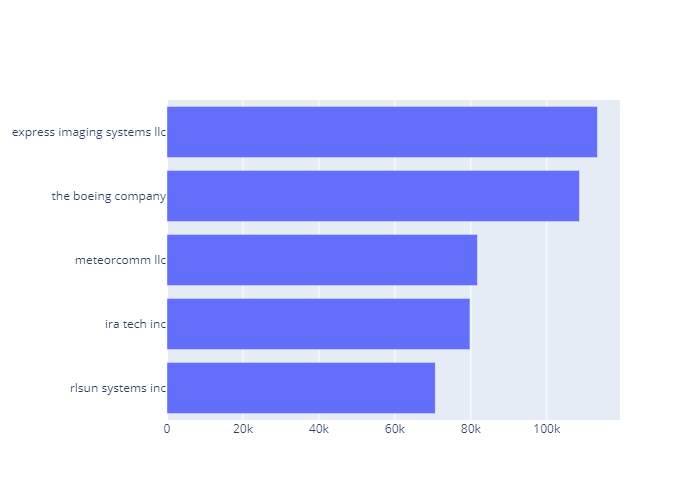 express imaging systems llc
the boeing company
meteorcomm llc
ira tech inc
rlsun systems inc
0 20k 40k 60k 80k 100k